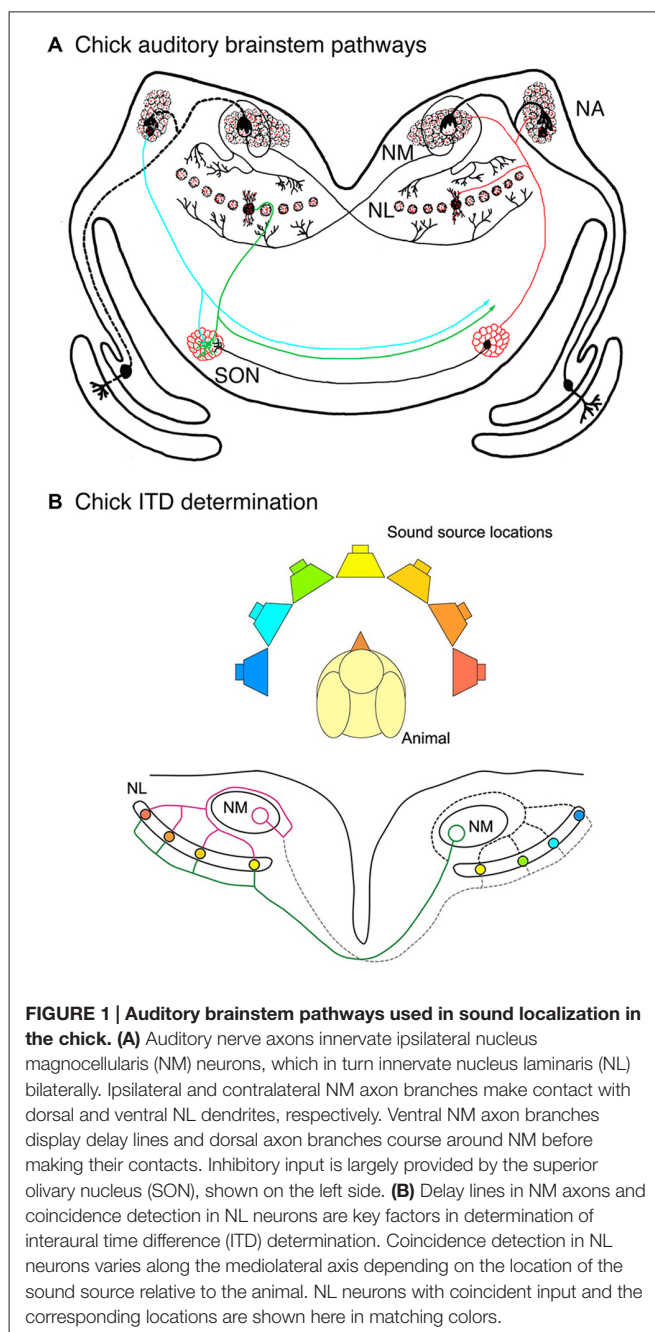 A Chick auditory brainstem pathways
NA
NM
NL
SON
B Chick ITD determination
Sound source locations
Animal
NL
NM
NM
FIGURE 1 | Auditory brainstem pathways used in sound localization in
the chick. (A) Auditory nerve axons innervate ipsilateral nucleus
magnocellularis (NM) neurons, which in turn innervate nucleus laminaris (NL)
bilaterally. Ipsilateral and contralateral NM axon branches make contact with
dorsal and ventral NL dendrites, respectively. Ventral NM axon branches
display delay lines and dorsal axon branches course around NM before
making their contacts. Inhibitory input is largely provided by the superior
olivary nucleus (SON), shown on the left side. (B) Delay lines in NM axons and
coincidence detection in NL neurons are key factors in determination of
interaural time difference (ITD) determination. Coincidence detection in NL
neurons varies along the mediolateral axis depending on the location of the
sound source relative to the animal. NL neurons with coincident input and the
corresponding locations are shown here in matching colors.